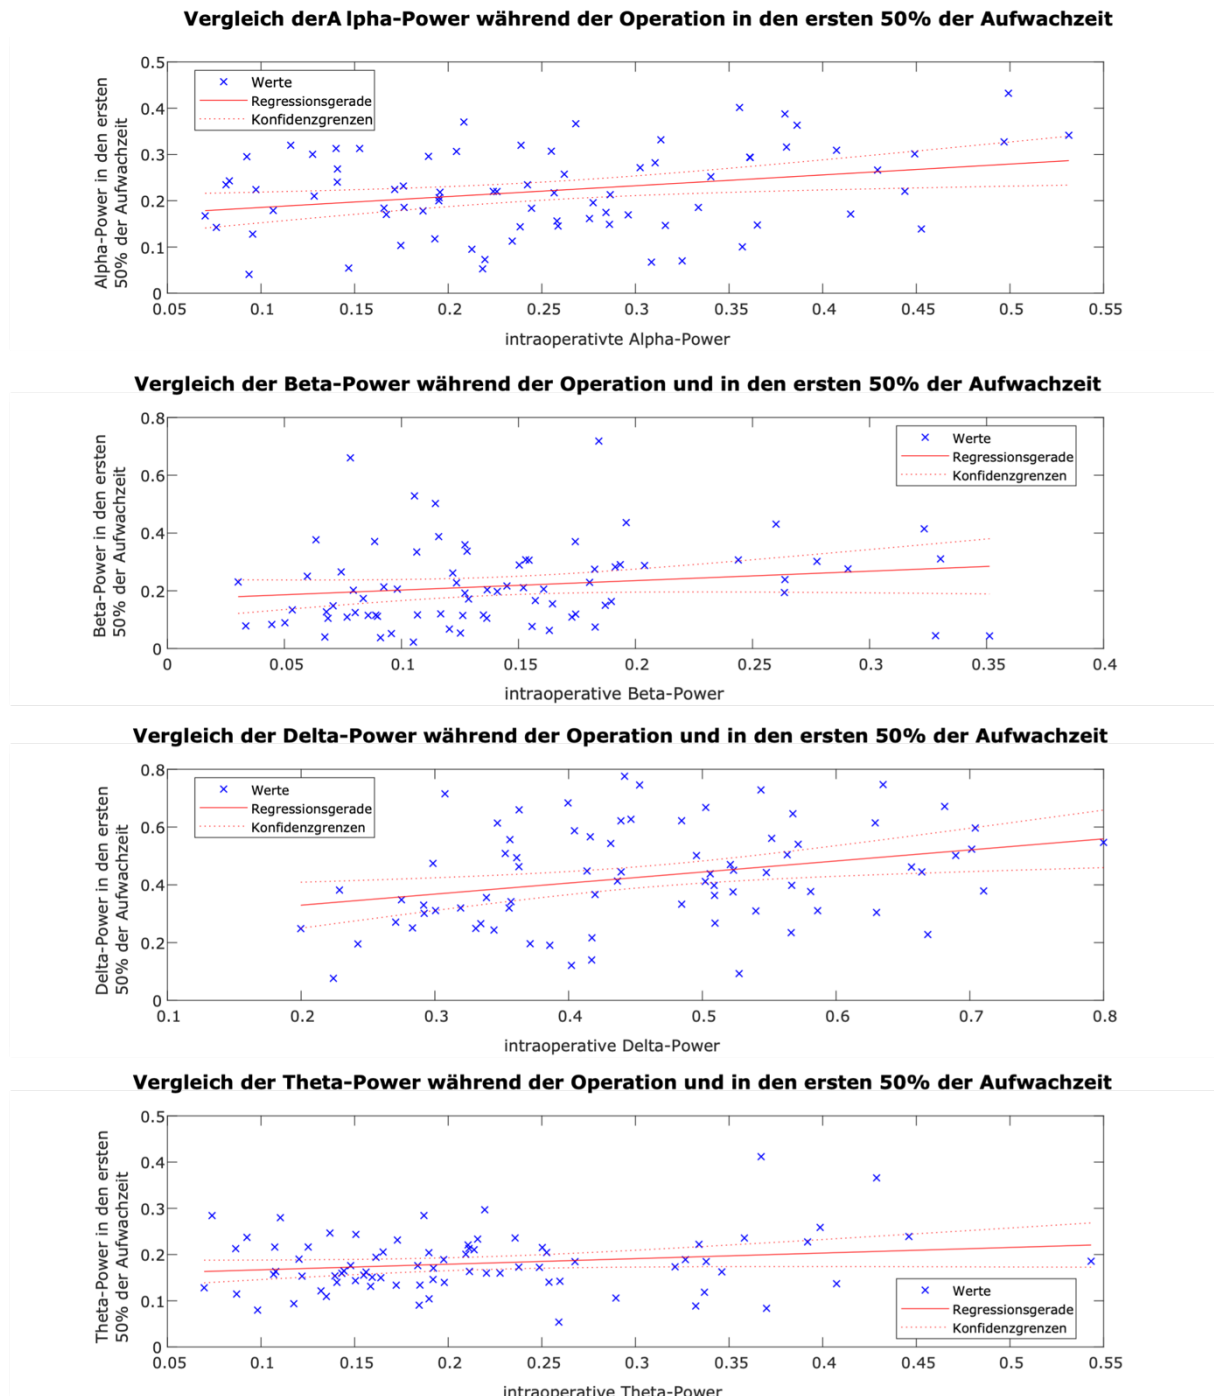 Vergleich derA lpha-Power während der Operation in den ersten 50% der Aufwachzeit
Alpha-Power in den ersten
50% der Aufwachzeit
0.5
0.4
0.3
0.2
0.1
0
Werte
Regressionsgerade
Konfidenzgrenzen
0.05 0.1 0.15 0.2 0.25 0.3 0.35 0.4 0.45 0.5 0.55
intraoperativte Alpha-Power
Vergleich der Beta-Power während der Operation und in den ersten 50% der Aufwachzeit
Beta-Power in den ersten
50% der Aufwachzeit
0.8
0.6
0.4
0.2
0
Werte
Regressionsgerade
Konfidenzgrenzen
0 0.05 0.1 0.15 0.2 0.25 0.3 0.35 0.4
intraoperative Beta-Power
Vergleich der Delta-Power während der Operation und in den ersten 50% der Aufwachzeit
Delta-Power in den ersten
50% der Aufwachzeit
0.8
0.6
0.4
0.2
0
Werte
Regressionsgerade
Konfidenzgrenzen
0.1 0.2 0.3 0.4 0.5 0.6 0.7 0.8
intraoperative Delta-Power
Vergleich der Theta-Power während der Operation und in den ersten 50% der Aufwachzeit
Theta-Power in den ersten
50% der Aufwachzeit
0.5
0.4
0.3
0.2
0.1
0
Werte
Regressionsgerade
Konfidenzgrenzen
0.05 0.1 0.15 0.2 0.25 0.3 0.35 0.4 0.45 0.5 0.55
intraoperative Theta-Power